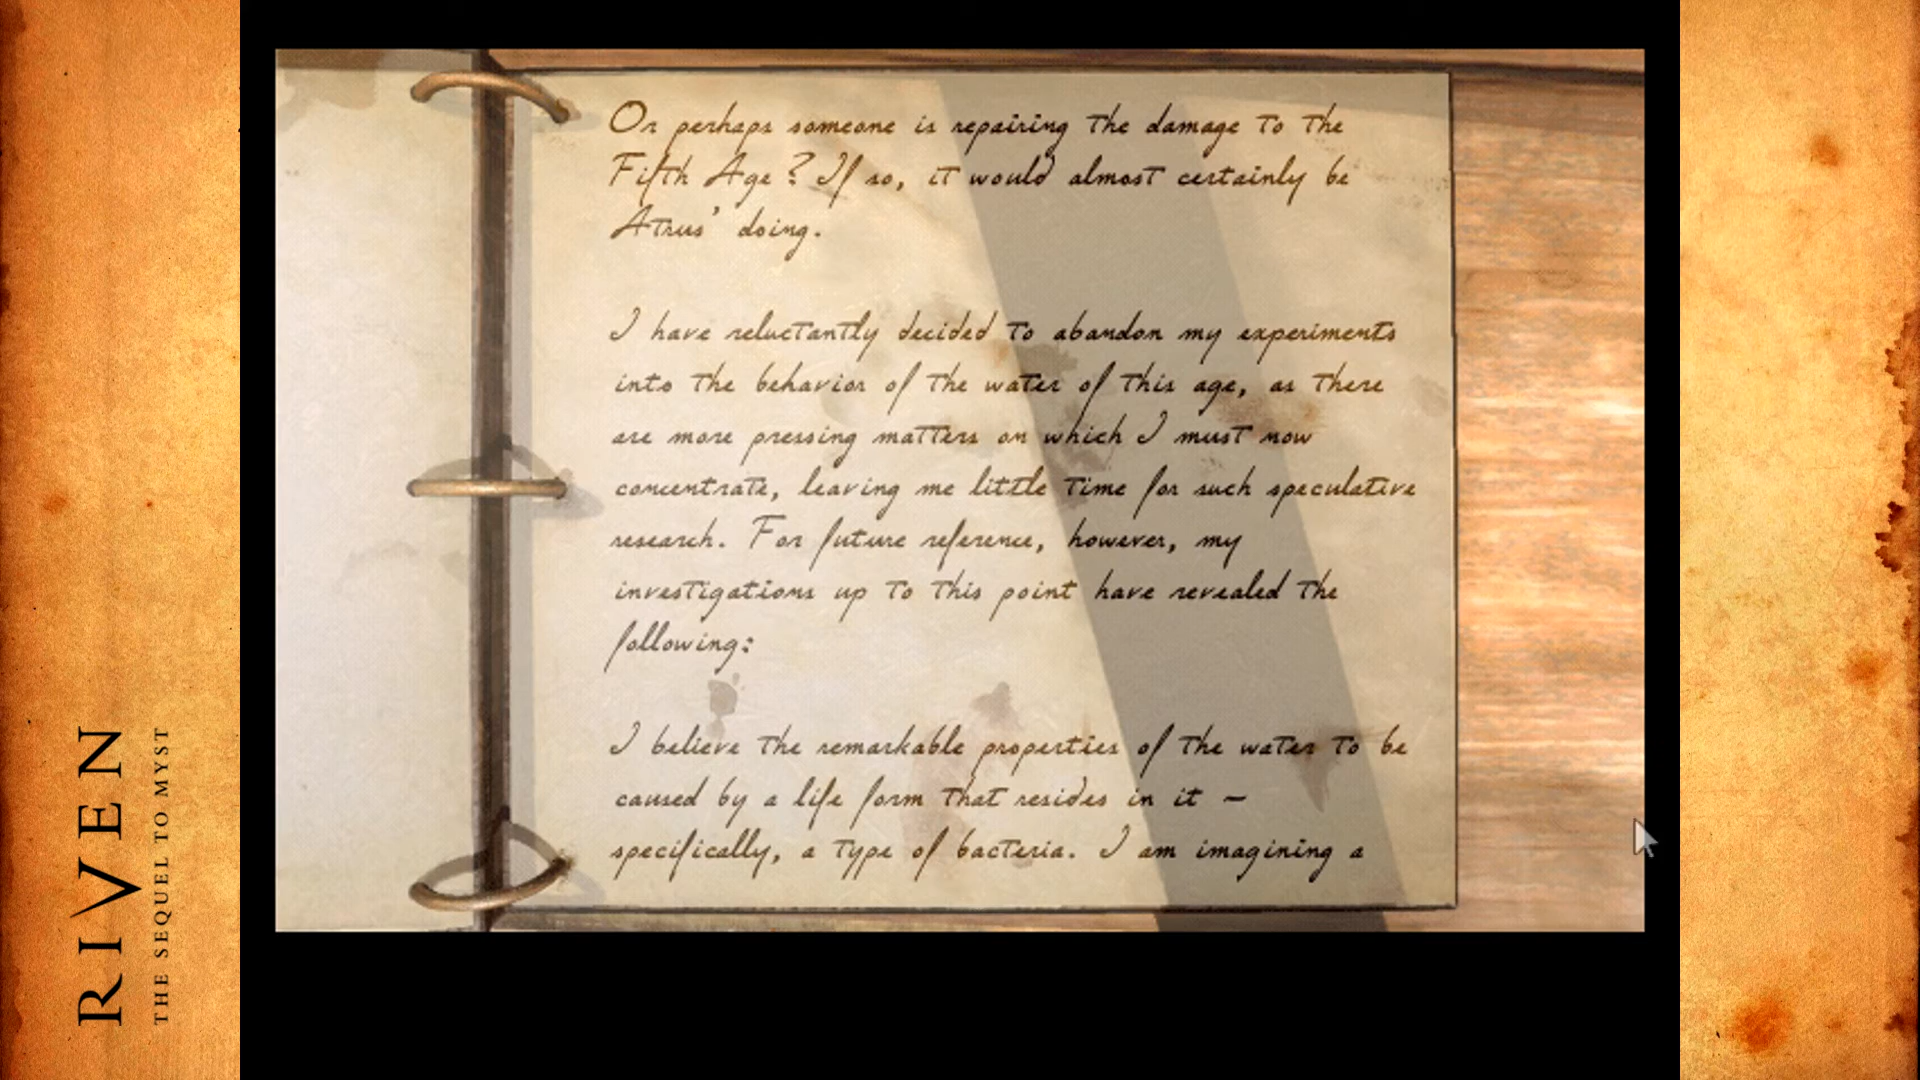 Or perhaps someone is repairing the damage to the
Fifth Age? If so, it would almost certainly be
Atrus' doing.
I have reluctantly decided to abandon my experiments
into the behavior of the water of this age, as there
are more pressing matters on which I must now
concentrate, leaving me little time for such speculative
research. For future reference, however, my
investigations up to this point have revealed the
following:
I believe the remarkable properties of the water to be
caused by a life form that resides in it –
specifically, a type of bacteria. I am imagining a
RIVEN
THE SEQUEL TO MYST